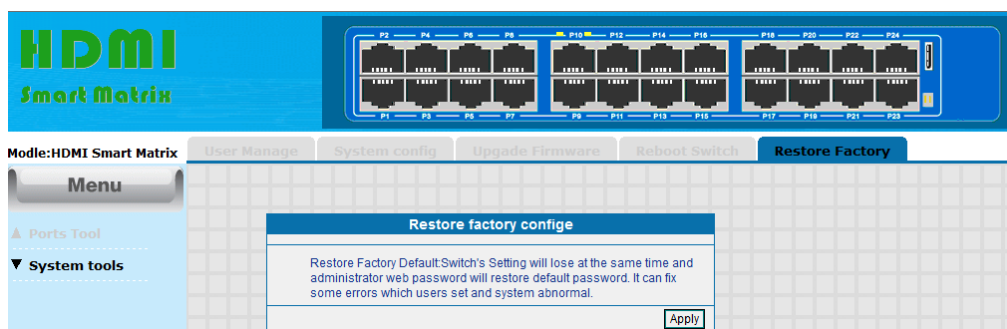 HDMI
Smart Matrix
P2 P4 P6 P8 P10 P12 P14 P16 P18 P20 P22 P24
P1 P3 P5 P7 P9 P11 P13 P15 P17 P19 P21 P23
Modle:HDMI Smart Matrix
User Manage System config Upgade Firmware Reboot Switch Restore Factory
Menu
Ports Tool
System tools
Restore factory confige
Restore Factory Default:Switch's Setting will lose at the same time and
administrator web password will restore default password. It can fix
some errors which users set and system abnormal.
Apply